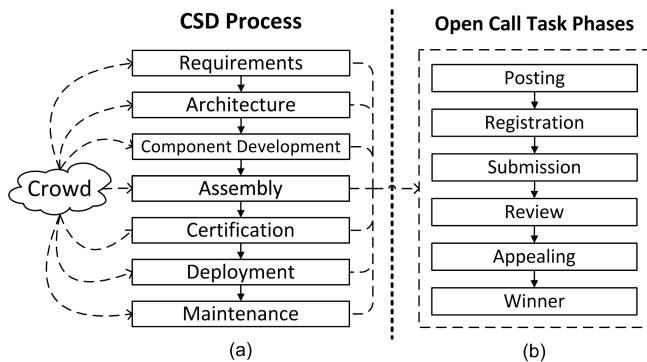 CSD Process
Requirements
Architecture
Component Development
Crowd
Assembly
Certification
Deployment
Maintenance
(a)
Open Call Task Phases
Posting
Registration
Submission
Review
Appealing
Winner
(b)